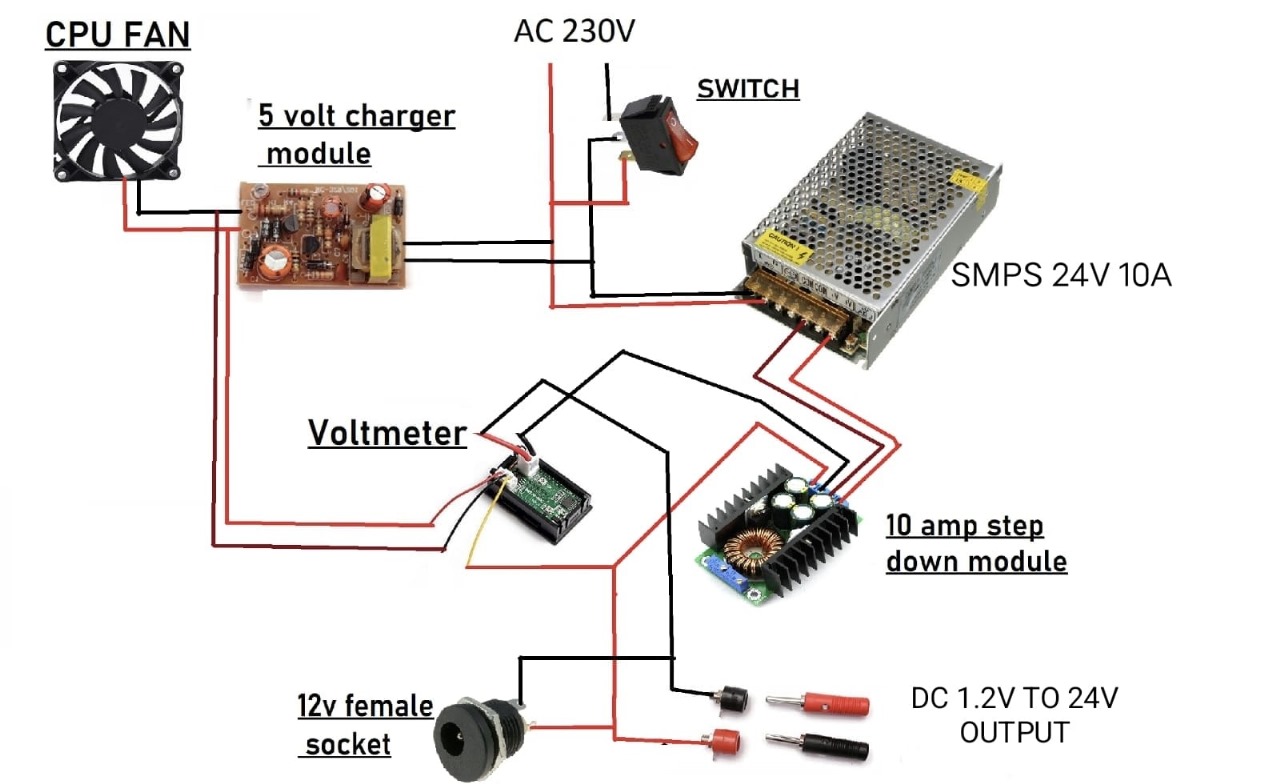 CPU FAN
AC 230V
SWITCH
5 volt charger
module
CAUTION!
SMPS 24V 10A
Voltmeter
10 amp step
down module
12v female
socket
DC 1.2V TO 24V
OUTPUT